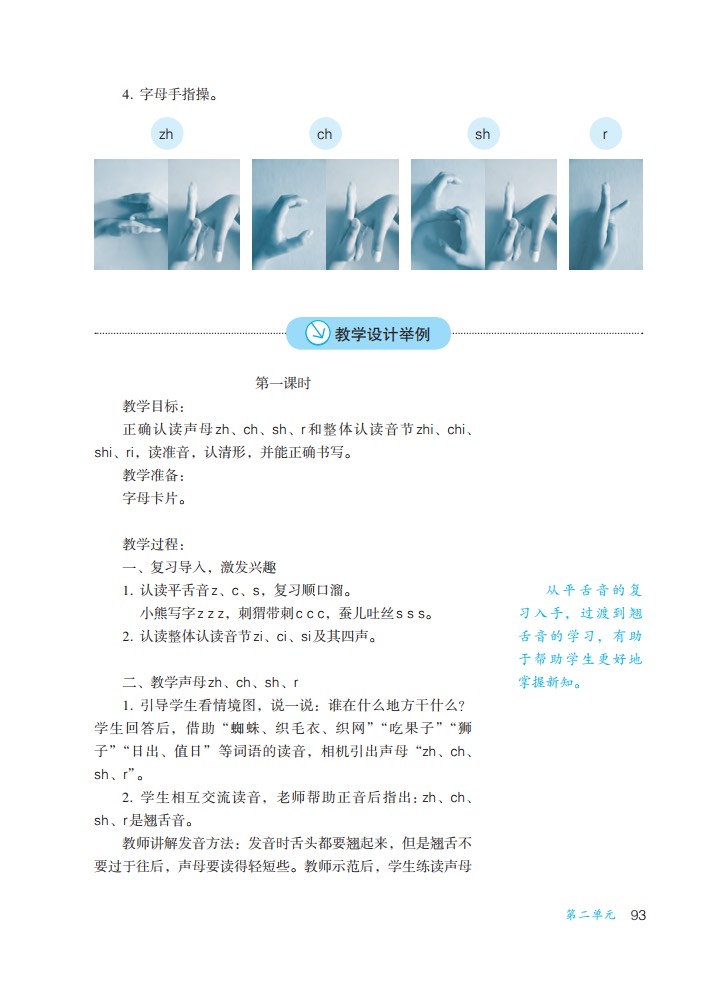 4. 字母手指操。
zh ch sh r
教学设计举例
第一课时
教学目标：
正确认读声母zh、ch、sh、r和整体认读音节zhi、chi、
shi、ri，读准音，认清形，并能正确书写。
教学准备：
字母卡片。
教学过程：
一、复习导入，激发兴趣
1. 认读平舌音z、c、s，复习顺口溜。
小熊写字z z z，刺猬带刺c c c，蚕儿吐丝s s s。
2. 认读整体认读音节zi、ci、si及其四声。
从平舌音的复
习入手，过渡到翘
舌音的学习，有助
于帮助学生更好地
掌握新知。
二、教学声母zh、ch、sh、r
1. 引导学生看情境图，说一说：谁在什么地方干什么？
学生回答后，借助“蜘蛛、织毛衣、织网”“吃果子”“狮
子”“日出、值日”等词语的读音，相机引出声母“zh、ch、
sh、r”。
2. 学生相互交流读音，老师帮助正音后指出：zh、ch、
sh、r是翘舌音。
教师讲解发音方法：发音时舌头都要翘起来，但是翘舌不
要过于往后，声母要读得轻短些。教师示范后，学生练读声母
第二单元 93